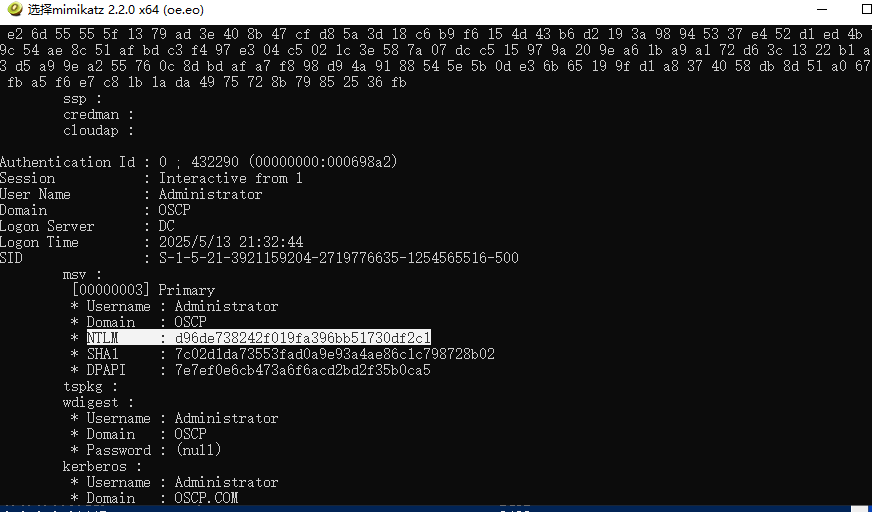 选择mimikatz 2.2.0 x64 (oe.eo)
e2 6d 55 55 5f 13 79 ad 3e 40 8b 47 cf d8 5a 3d 18 c6 b9 f6 15 4d 43 b6 d2 19 3a 98 94 53 37 e4 52 d1 ed 4b
9c 54 ae 8c 51 af bd c3 f4 97 e3 04 c5 02 1c 3e 58 7a 07 dc c5 15 97 9a 20 9e a6 1b a9 a1 72 d6 3c 13 22 b1 a
3 d5 a9 9e a2 55 76 0c 8d bd af a7 f8 98 d9 4a 91 88 54 5e 5b 0d e3 6b 65 19 9f d1 a8 37 40 58 db 8d 51 a0 67
fb a5 f6 e7 c8 1b 1a da 49 75 72 8b 79 85 25 36 fb
ssp :
credman :
cloudap :
Authentication Id : 0 ; 432290 (00000000:000698a2)
Session : Interactive from 1
User Name : Administrator
Domain : OSCP
Logon Server : DC
Logon Time : 2025/5/13 21:32:44
SID : S-1-5-21-3921159204-2719776635-1254565516-500
msv :
[00000003] Primary
* Username : Administrator
* Domain : OSCP
* NTLM : d96de738242f019fa396bb51730df2c1
* SHA1 : 7c02d1da73553fad0a9e93a4ae86c1c798728b02
* DPAPI : 7e7ef0e6cb473a6f6acd2bd2f35b0ca5
tspkg :
wdigest :
* Username : Administrator
* Domain : OSCP
* Password : (null)
kerberos :
* Username : Administrator
* Domain : OSCP.COM